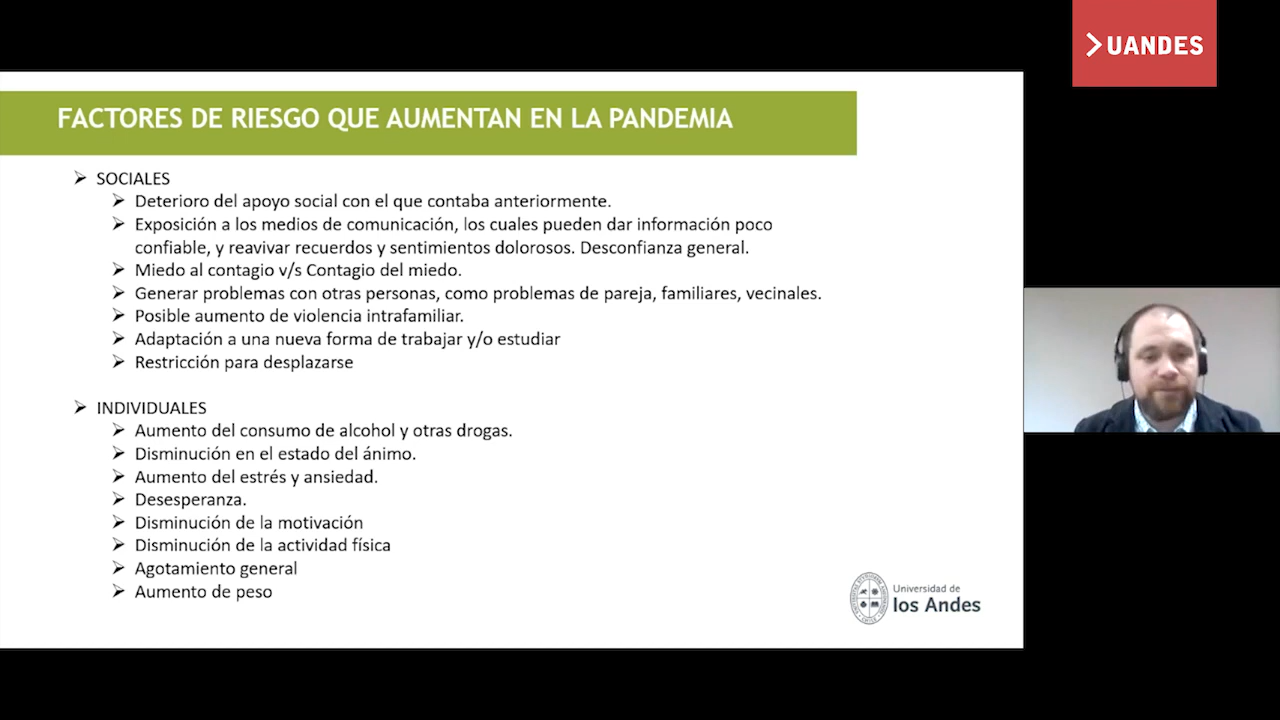 UANDES
FACTORES DE RIESGO QUE AUMENTAN EN LA PANDEMIA
SOCIALES
Deterioro del apoyo social con el que contaba anteriormente.
Exposición a los medios de comunicación, los cuales pueden dar información poco
confiable, y reavivar recuerdos y sentimientos dolorosos. Desconfianza general.
Miedo al contagio v/s Contagio del miedo.
Generar problemas con otras personas, como problemas de pareja, familiares, vecinales.
Posible aumento de violencia intrafamiliar.
Adaptación a una nueva forma de trabajar y/o estudiar
Restricción para desplazarse
INDIVIDUALES
Aumento del consumo de alcohol y otras drogas.
Disminución en el estado del ánimo.
Aumento del estrés y ansiedad.
Desesperanza.
Disminución de la motivación
Disminución de la actividad física
Agotamiento general
Aumento de peso
Universidad de
los Andes